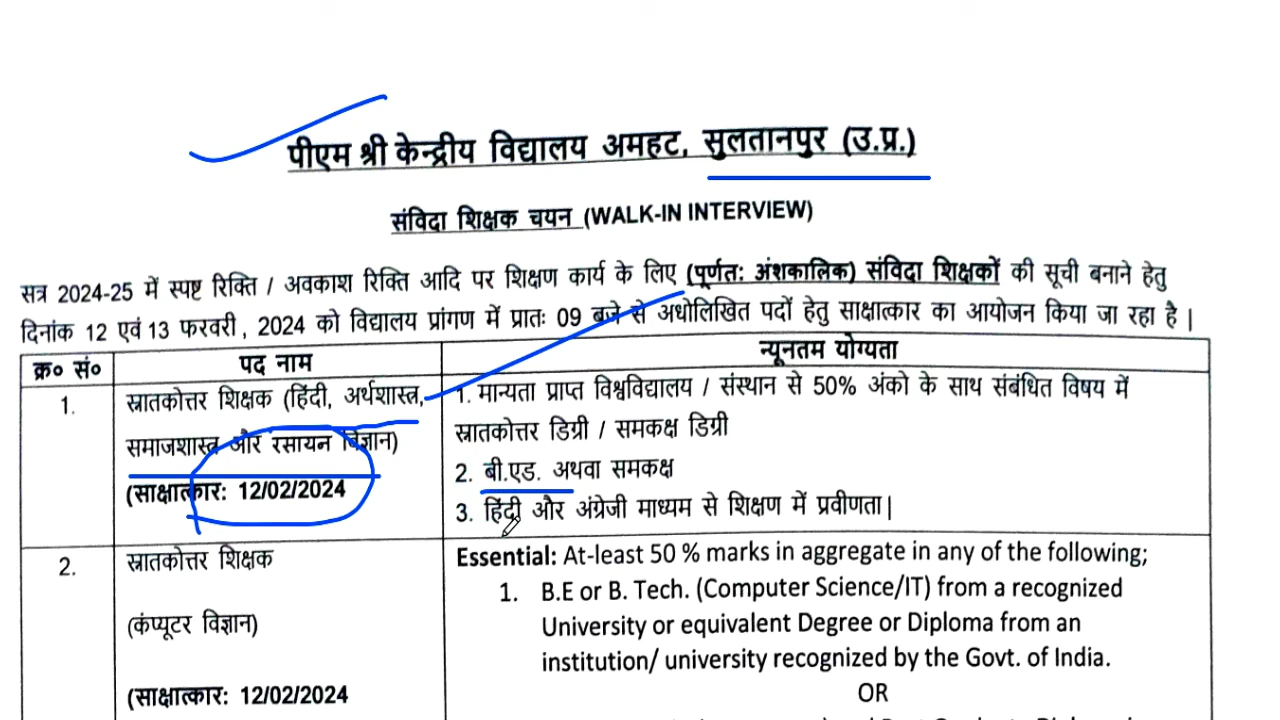 पीएम श्री केन्द्रीय विद्यालय अमहट, सुलतानपुर (उ.प्र.)
संविदा शिक्षक चयन (WALK-IN INTERVIEW)
सत्र 2024-25 में स्पष्ट रिक्ति / अवकाश रिक्ति आदि पर शिक्षण कार्य के लिए (पूर्णत: अंशकालिक) संविदा शिक्षकों की सूची बनाने हेतु
दिनांक 12 एवं 13 फरवरी , 2024 को विद्यालय प्रांगण में प्रातः 09 बजे से अधोलिखित पदों हेतु साक्षात्कार का आयोजन किया जा रहा है |
क्र० सं०
पद नाम
न्यूनतम योग्यता
1.
स्नातकोत्तर शिक्षक (हिंदी, अर्थशास्त्र,
समाजशास्त्र और रसायन विज्ञान)
(साक्षात्कार: 12/02/2024
1. मान्यता प्राप्त विश्वविद्यालय / संस्थान से 50% अंको के साथ संबंधित विषय में
स्नातकोत्तर डिग्री / समकक्ष डिग्री
2. बी.एड. अथवा समकक्ष
3. हिंदी और अंग्रेजी माध्यम से शिक्षण में प्रवीणता |
2.
स्नातकोत्तर शिक्षक
(कंप्यूटर विज्ञान)
(साक्षात्कार: 12/02/2024
Essential: At-least 50 % marks in aggregate in any of the following;
1. B.E or B. Tech. (Computer Science/IT) from a recognized
University or equivalent Degree or Diploma from an
institution/ university recognized by the Govt. of India.
OR